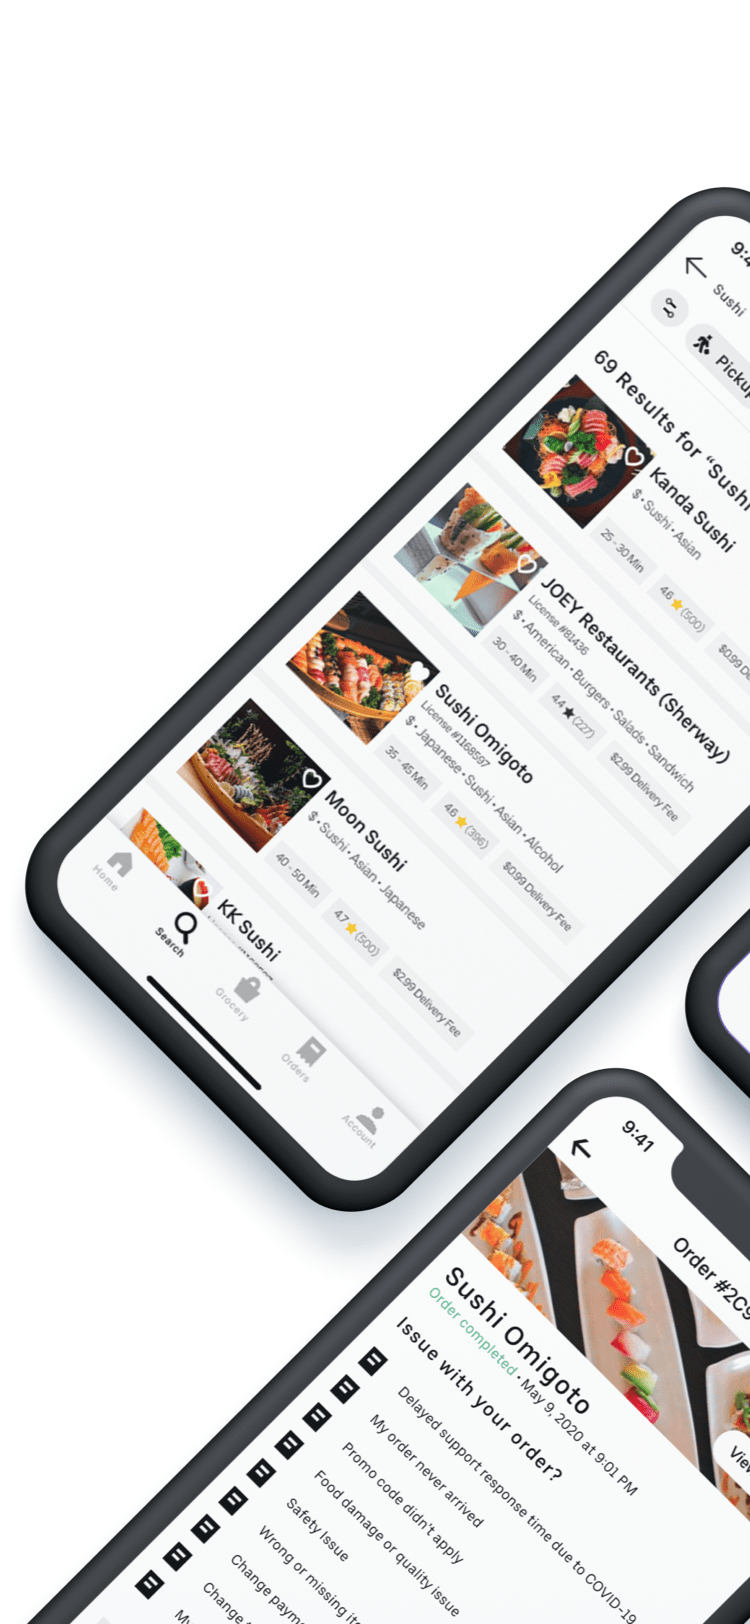 9:4
Sushi
Pickup
69 Results for “Sushi
Kanda Sushi
$ • Sushi • Asian
25 - 30 Min
4.6 ★ (500)
$0.99 De
JOEY Restaurants (Sherway)
License #81436
$ • American • Burgers • Salads • Sandwich
30 - 40 Min
4.4 ★ (227)
$2.99 Delivery Fee
Sushi Omigoto
License #1168597
$ • Japanese • Sushi • Asian • Alcohol
35 - 45 Min
4.6 ★ (396)
$0.99 Delivery Fee
Moon Sushi
$ • Sushi • Asian • Japanese
40 - 50 Min
4.7 ★ (500)
$2.99 Delivery Fee
KK Sushi
Home
Search
Grocery
Orders
Account
9:41
Order #2C9
Sushi Omigoto
Order completed • May 9, 2020 at 9:01 PM
View
Issue with your order?
Delayed support response time due to COVID-19
My order never arrived
Promo code didn't apply
Food damage or quality issue
Safety Issue
Wrong or missing ite
Change payme
Change
My